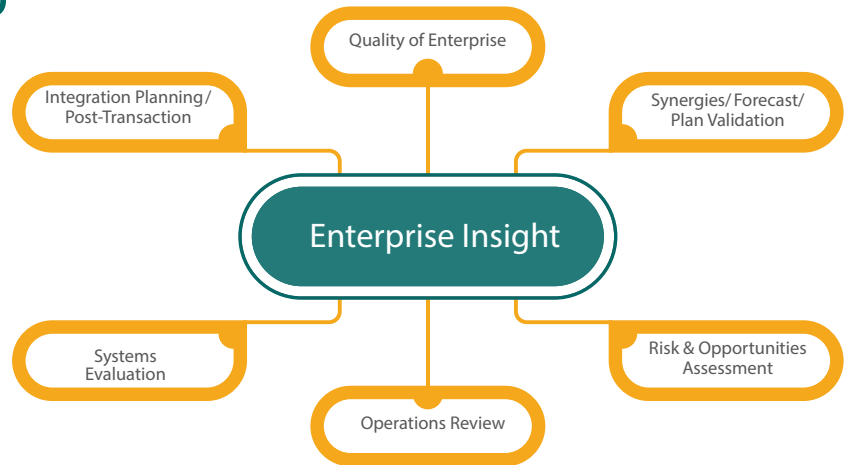 Quality of Enterprise
Integration Planning/
Post-Transaction
Synergies/Forecast/
Plan Validation
Enterprise Insight
Systems
Evaluation
Risk & Opportunities
Assessment
Operations Review